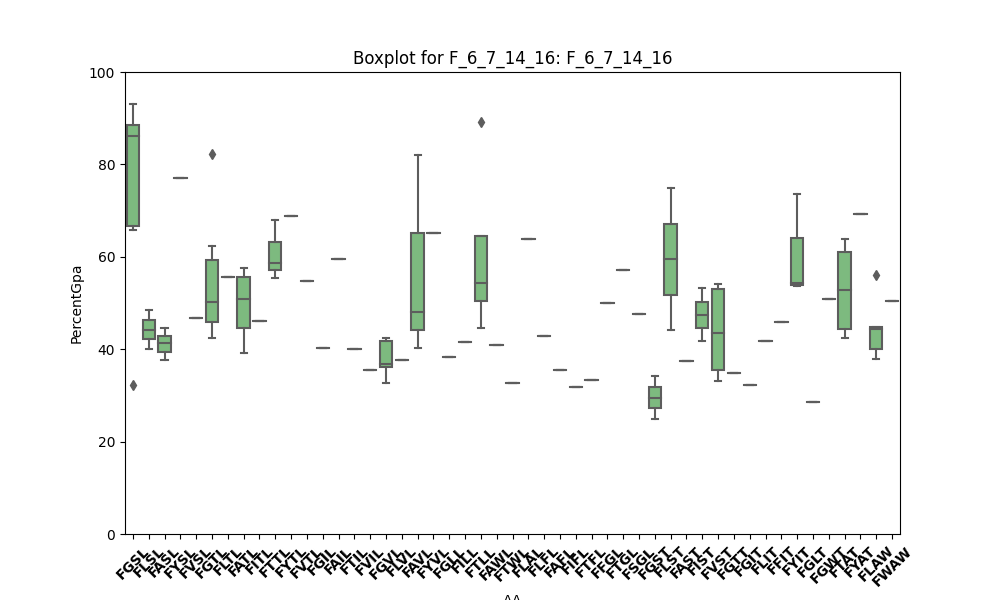 Boxplot for F_6_7_14_16: F_6_7_14_16
100
80
60
40
20
0
PercentGpa
FGSL
FLSL
FASL
FYSL
FVSL
FGTL
FLTL
FATL
FITL
FTTL
FYTL
FVTL
FGIL
FAIL
FTIL
FVIL
FGVL
FLVL
FAVL
FYVL
FGLL
FILL
FTLL
FAWL
FTWL
FLAL
FLFL
FAFL
FIFL
FTFL
FFGL
FTGL
FSGL
FGST
FLST
FAST
FIST
FVST
FGTT
FGIT
FLIT
FFIT
FYIT
FGLT
FGWT
FTAT
FYAT
FLAW
FWAW